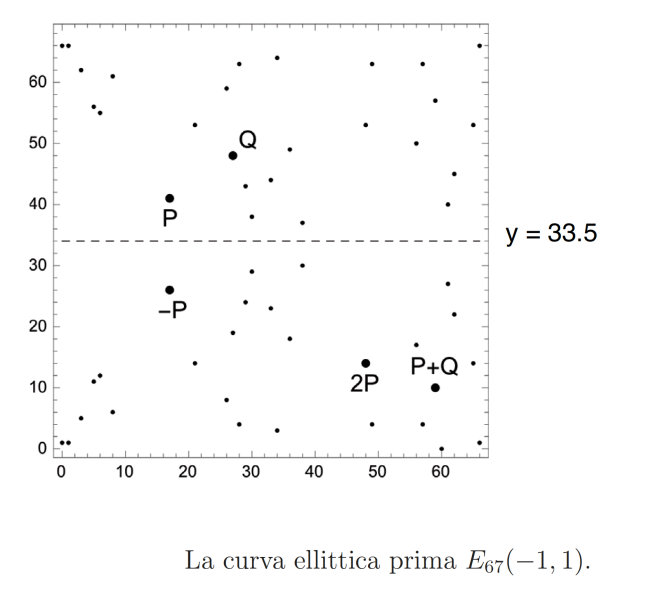 60
50
Q
40
P
y = 33.5
30
–P
20
P+Q
10
2P
0
0 10 20 30 40 50 60
La curva ellittica prima E₆₇(−1, 1).